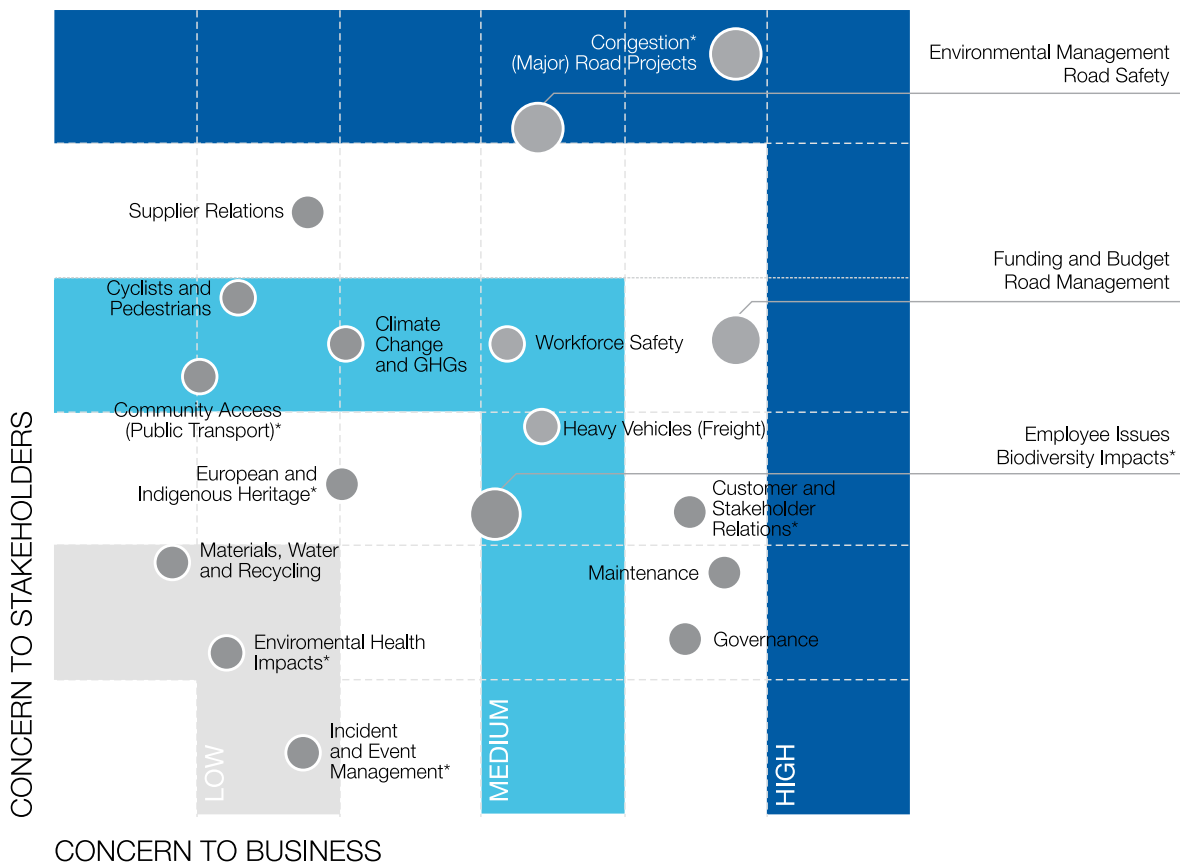 Congestion*
(Major) Road Projects
Environmental Management
Road Safety
Supplier Relations
Funding and Budget
Road Management
Cyclists and
Pedestrians
Climate
Change
and GHGs
Workforce Safety
Community Access
(Public Transport)*
Heavy Vehicles (Freight)
Employee Issues
Biodiversity Impacts*
European and
Indigenous Heritage*
Customer and
Stakeholder
Relations*
Materials, Water
and Recycling
Maintenance
Enviromental Health
Impacts*
Governance
Incident
and Event
Management*
LOW
MEDIUM
HIGH
CONCERN TO STAKEHOLDERS
CONCERN TO BUSINESS